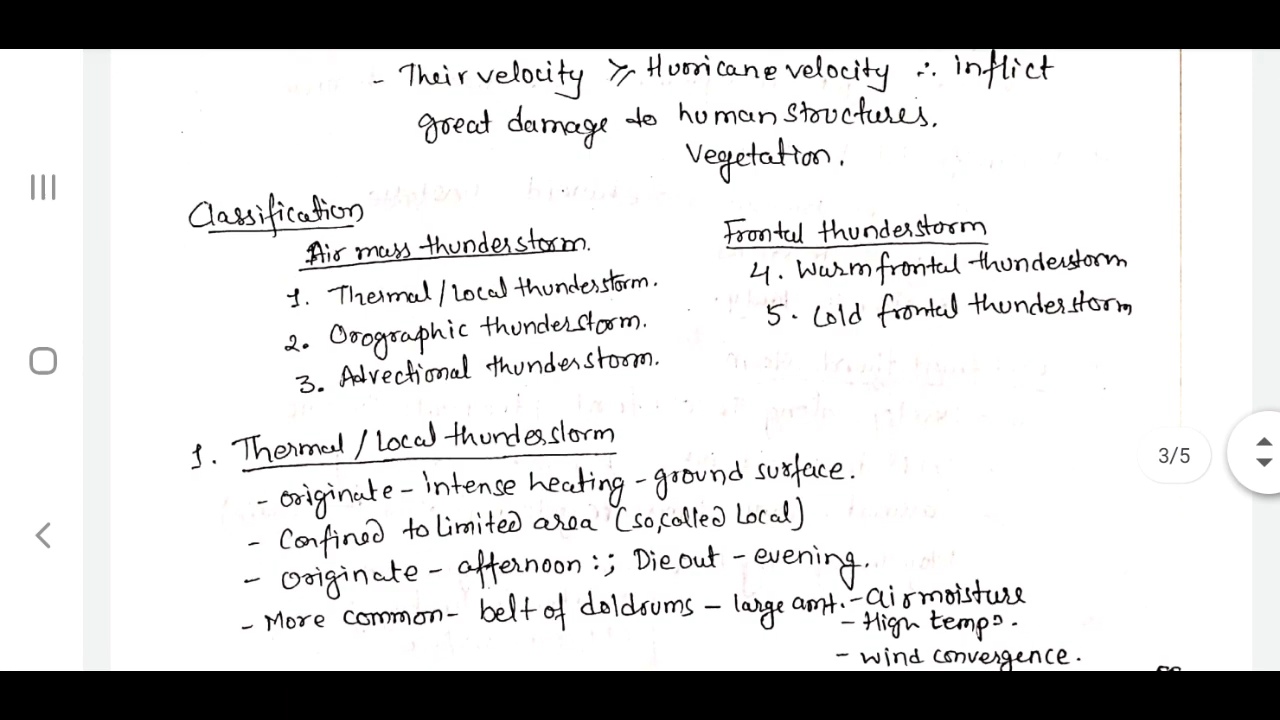 - Their velocity ≥ Hurricane velocity ∴ inflict
great damage to human structures.
Vegetation.
Classification
Air mass thunderstorm.
1. Thermal / Local thunderstorm.
2. Orographic thunderstorm.
3. Advectional thunderstorm.
Frontal thunderstorm
4. Warm frontal thunderstorm
5. Cold frontal thunderstorm
1. Thermal / Local thunderstorm
- originate - intense heating - ground surface.
- Confined to limited area (so, called Local)
- Originate - afternoon :; Die out - evening.
- More common - belt of doldrums - large amt. - air moisture
- High tempⁿ.
- wind convergence.
3/5